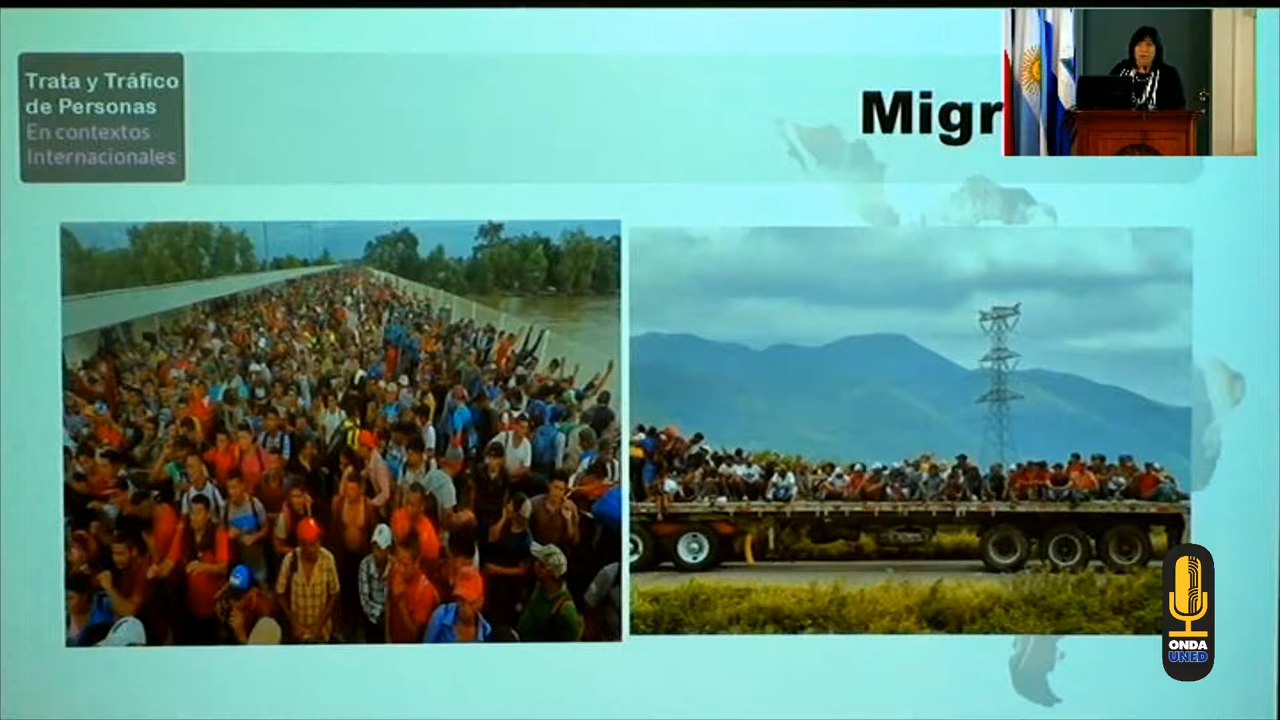 Trata y Tráfico
de Personas
En contextos
Internacionales
Migr
ONDA
UNED